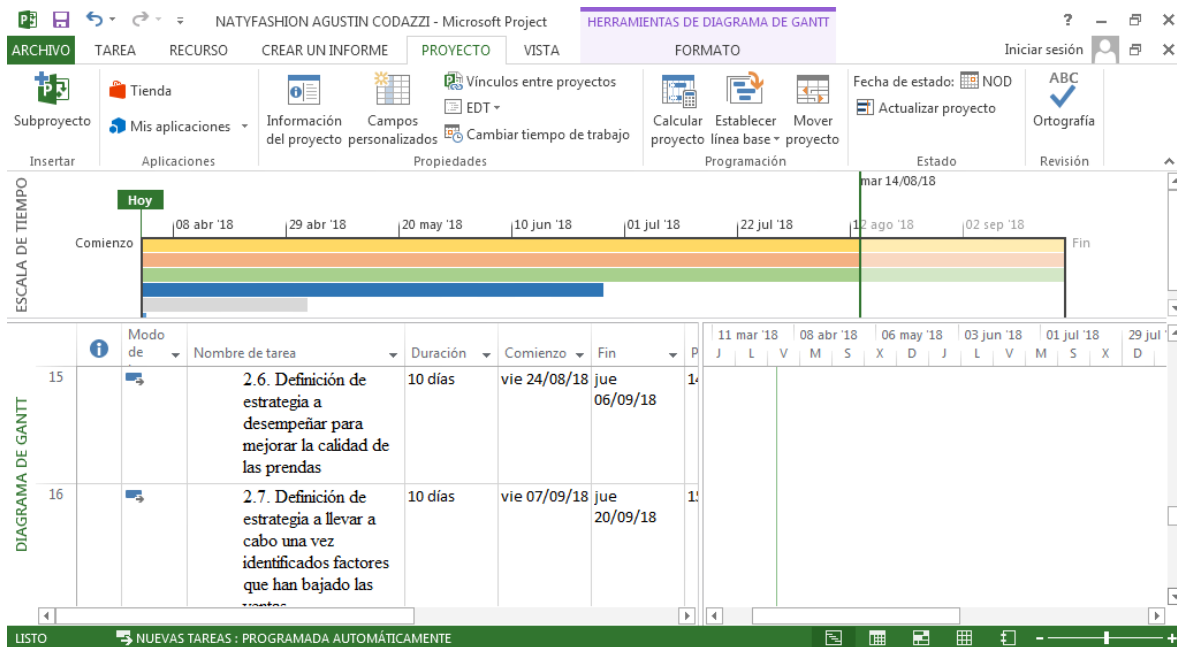 NATYFASHION AGUSTIN CODAZZI - Microsoft Project
HERRAMIENTAS DE DIAGRAMA DE GANTT
ARCHIVO TAREA RECURSO CREAR UN INFORME PROYECTO VISTA FORMATO Iniciar sesión
Subproyecto
Insertar
Tienda
Mis aplicaciones
Aplicaciones
Información
del proyecto
Campos
personalizados
Vínculos entre proyectos
EDT
Cambiar tiempo de trabajo
Propiedades
Calcular
proyecto
Establecer
línea base
Mover
proyecto
Programación
Fecha de estado: NOD
Actualizar proyecto
Estado
ABC
Ortografía
Revisión
ESCALA DE TIEMPO
mar 14/08/18
Hoy
08 abr '18 29 abr '18 20 may '18 10 jun '18 01 jul '18 22 jul '18 12 ago '18 02 sep '18
Comienzo
Fin
DIAGRAMA DE GANTT
Modo
de Nombre de tarea Duración Comienzo Fin P
11 mar '18 08 abr '18 06 may '18 03 jun '18 01 jul '18 29 jul '
J L V M S X D J L V M S X D
15 2.6. Definición de 10 días vie 24/08/18 jue
estrategia a 06/09/18
desempeñar para
mejorar la calidad de
las prendas
16 2.7. Definición de 10 días vie 07/09/18 jue
estrategia a llevar a 20/09/18
cabo una vez
identificados factores
que han bajado las
LISTO NUEVAS TAREAS : PROGRAMADA AUTOMÁTICAMENTE